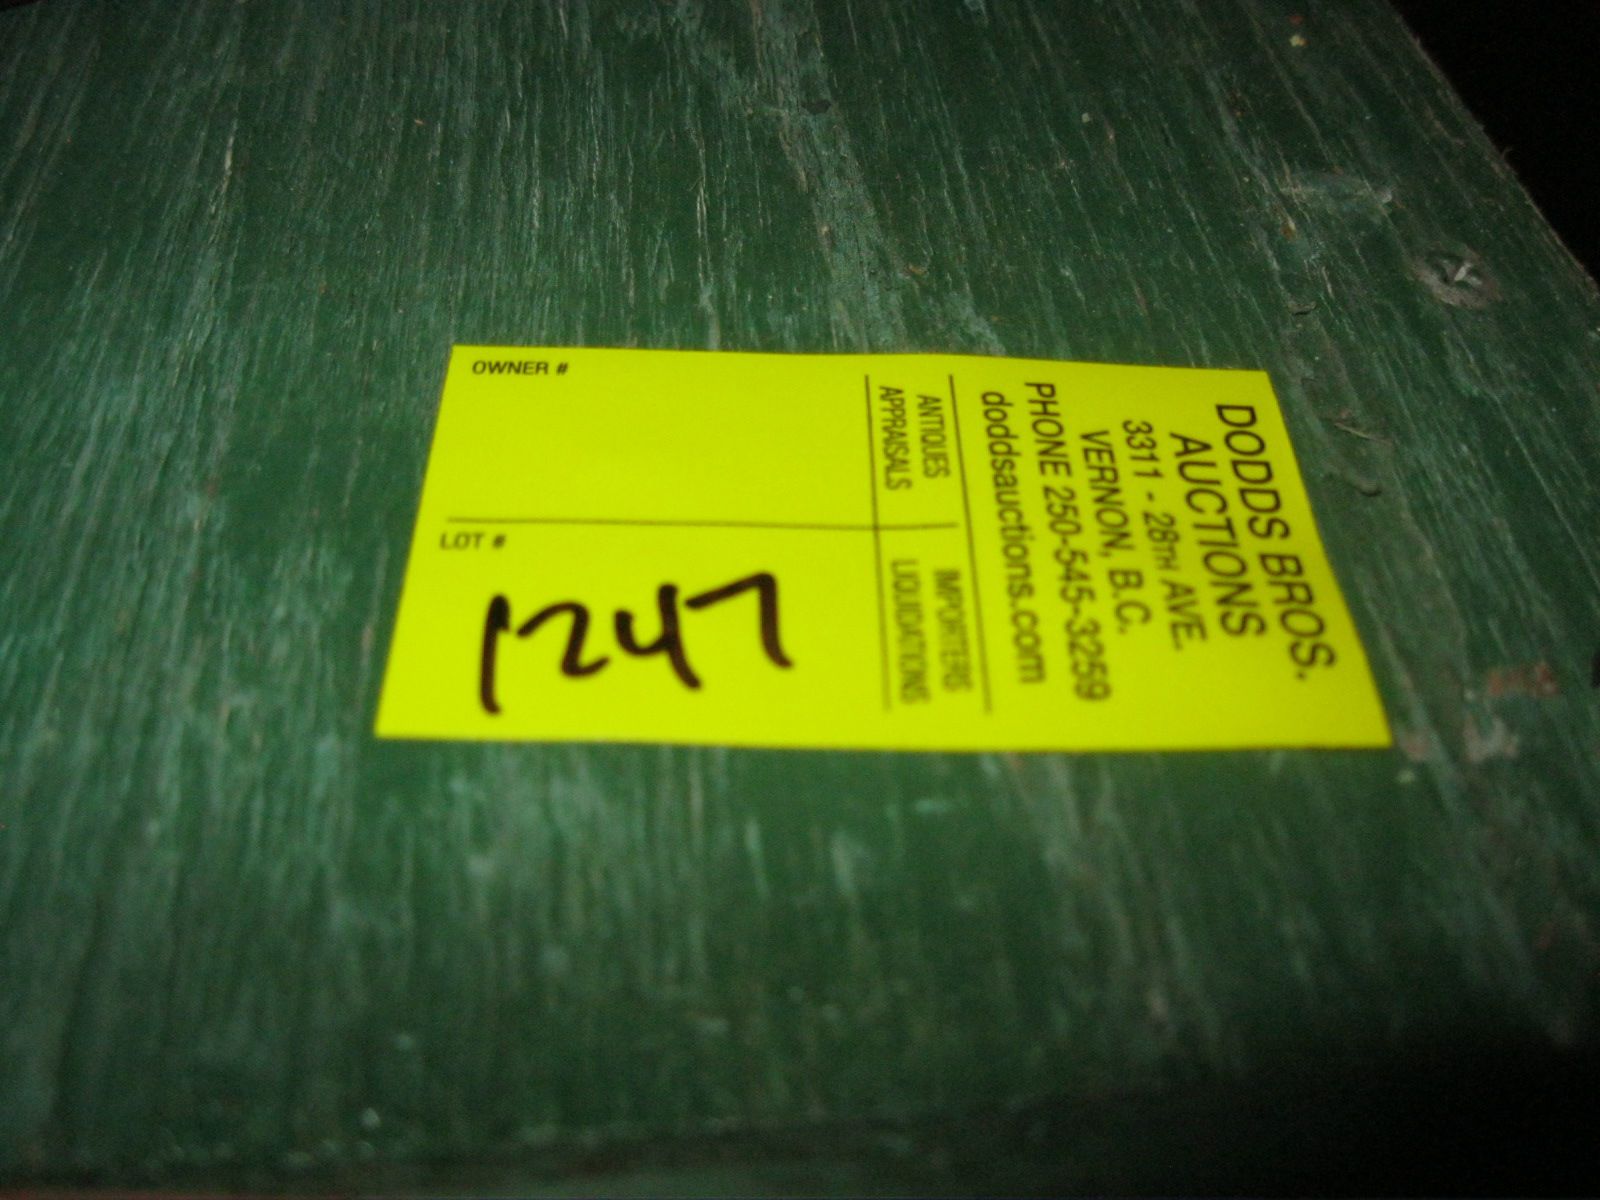 DODDS BROS.
AUCTIONS
3311 - 28TH AVE.
VERNON, B.C.
PHONE 250-545-3259
doddsauctions.com
ANTIQUES
APPRAISALS
IMPORTERS
LIQUIDATIONS
OWNER #
LOT #
1247